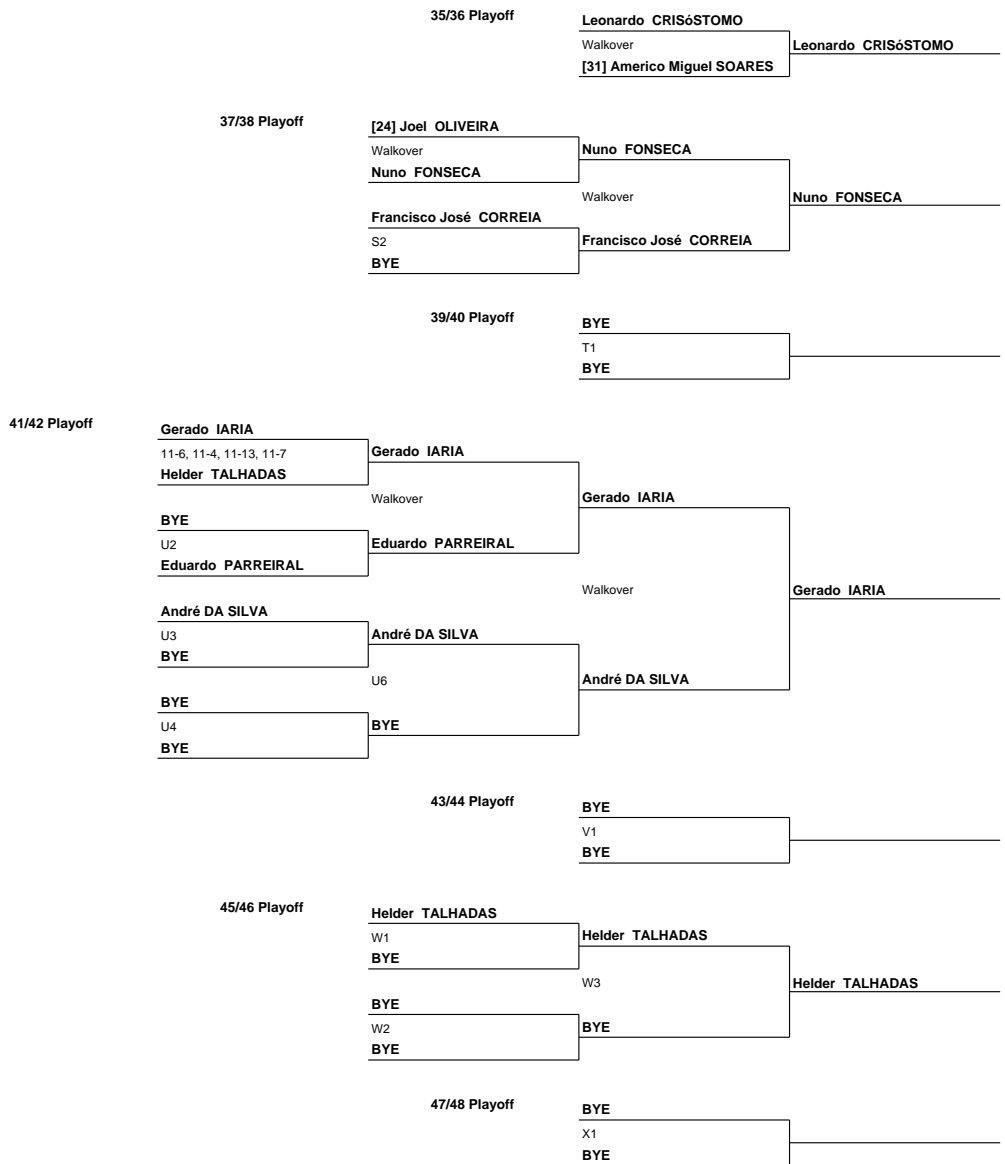 35/36 Playoff
Leonardo CRISóSTOMO
Walkover
Leonardo CRISóSTOMO
[31] Americo Miguel SOARES
37/38 Playoff
[24] Joel OLIVEIRA
Walkover
Nuno FONSECA
Nuno FONSECA
Walkover
Nuno FONSECA
Francisco José CORREIA
S2
Francisco José CORREIA
BYE
39/40 Playoff
BYE
T1
BYE
41/42 Playoff
Gerado IARIA
11-6, 11-4, 11-13, 11-7
Gerado IARIA
Helder TALHADAS
Walkover
Gerado IARIA
BYE
U2
Eduardo PARREIRAL
Eduardo PARREIRAL
Walkover
Gerado IARIA
André DA SILVA
U3
André DA SILVA
BYE
U6
André DA SILVA
BYE
U4
BYE
BYE
43/44 Playoff
BYE
V1
BYE
45/46 Playoff
Helder TALHADAS
W1
Helder TALHADAS
BYE
W3
Helder TALHADAS
BYE
W2
BYE
BYE
47/48 Playoff
BYE
X1
BYE